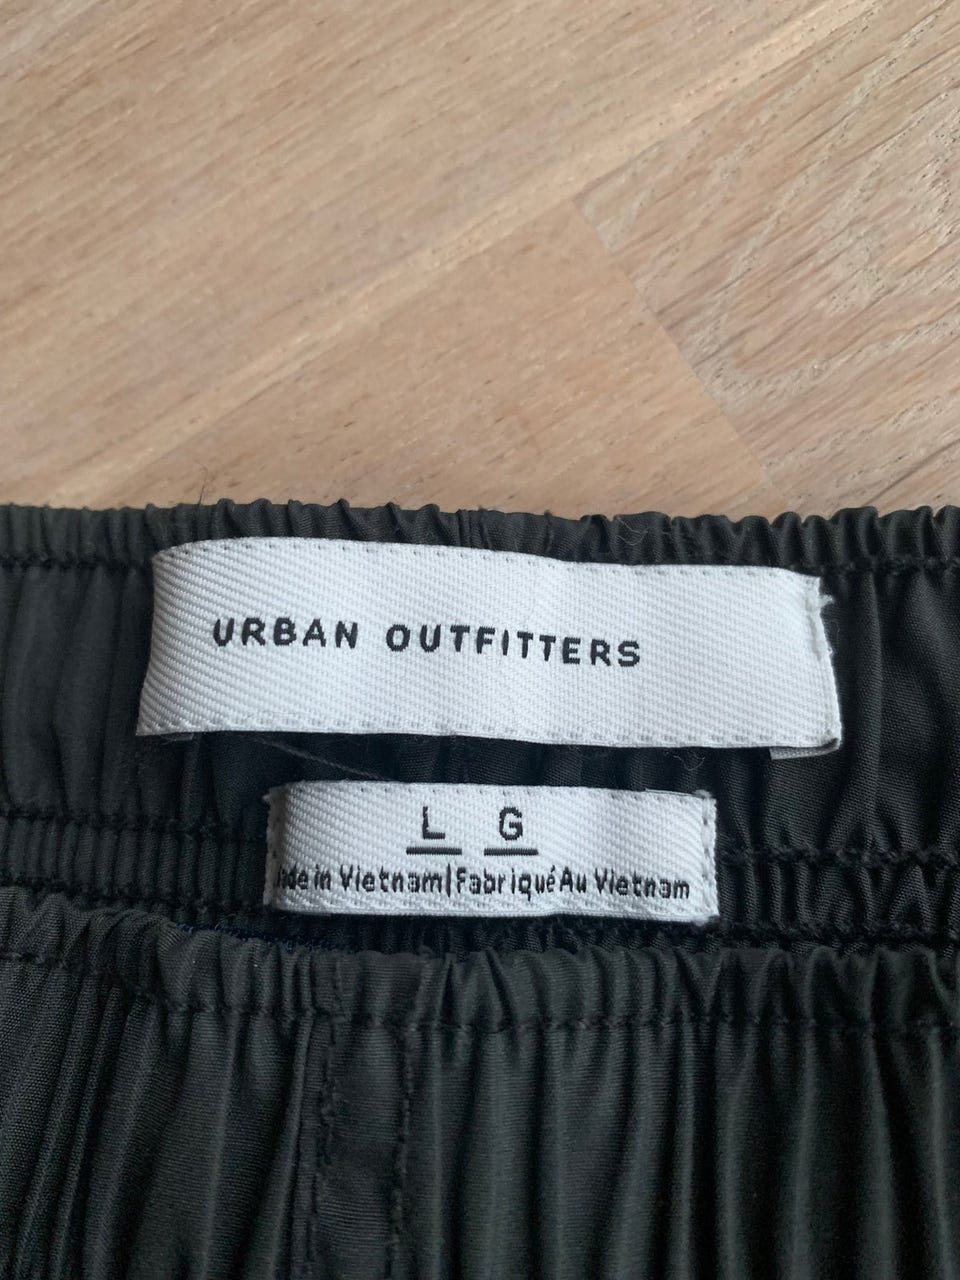 URBAN OUTFITTERS
L G
ade in Vietnam|Fabriqué Au Vietnam